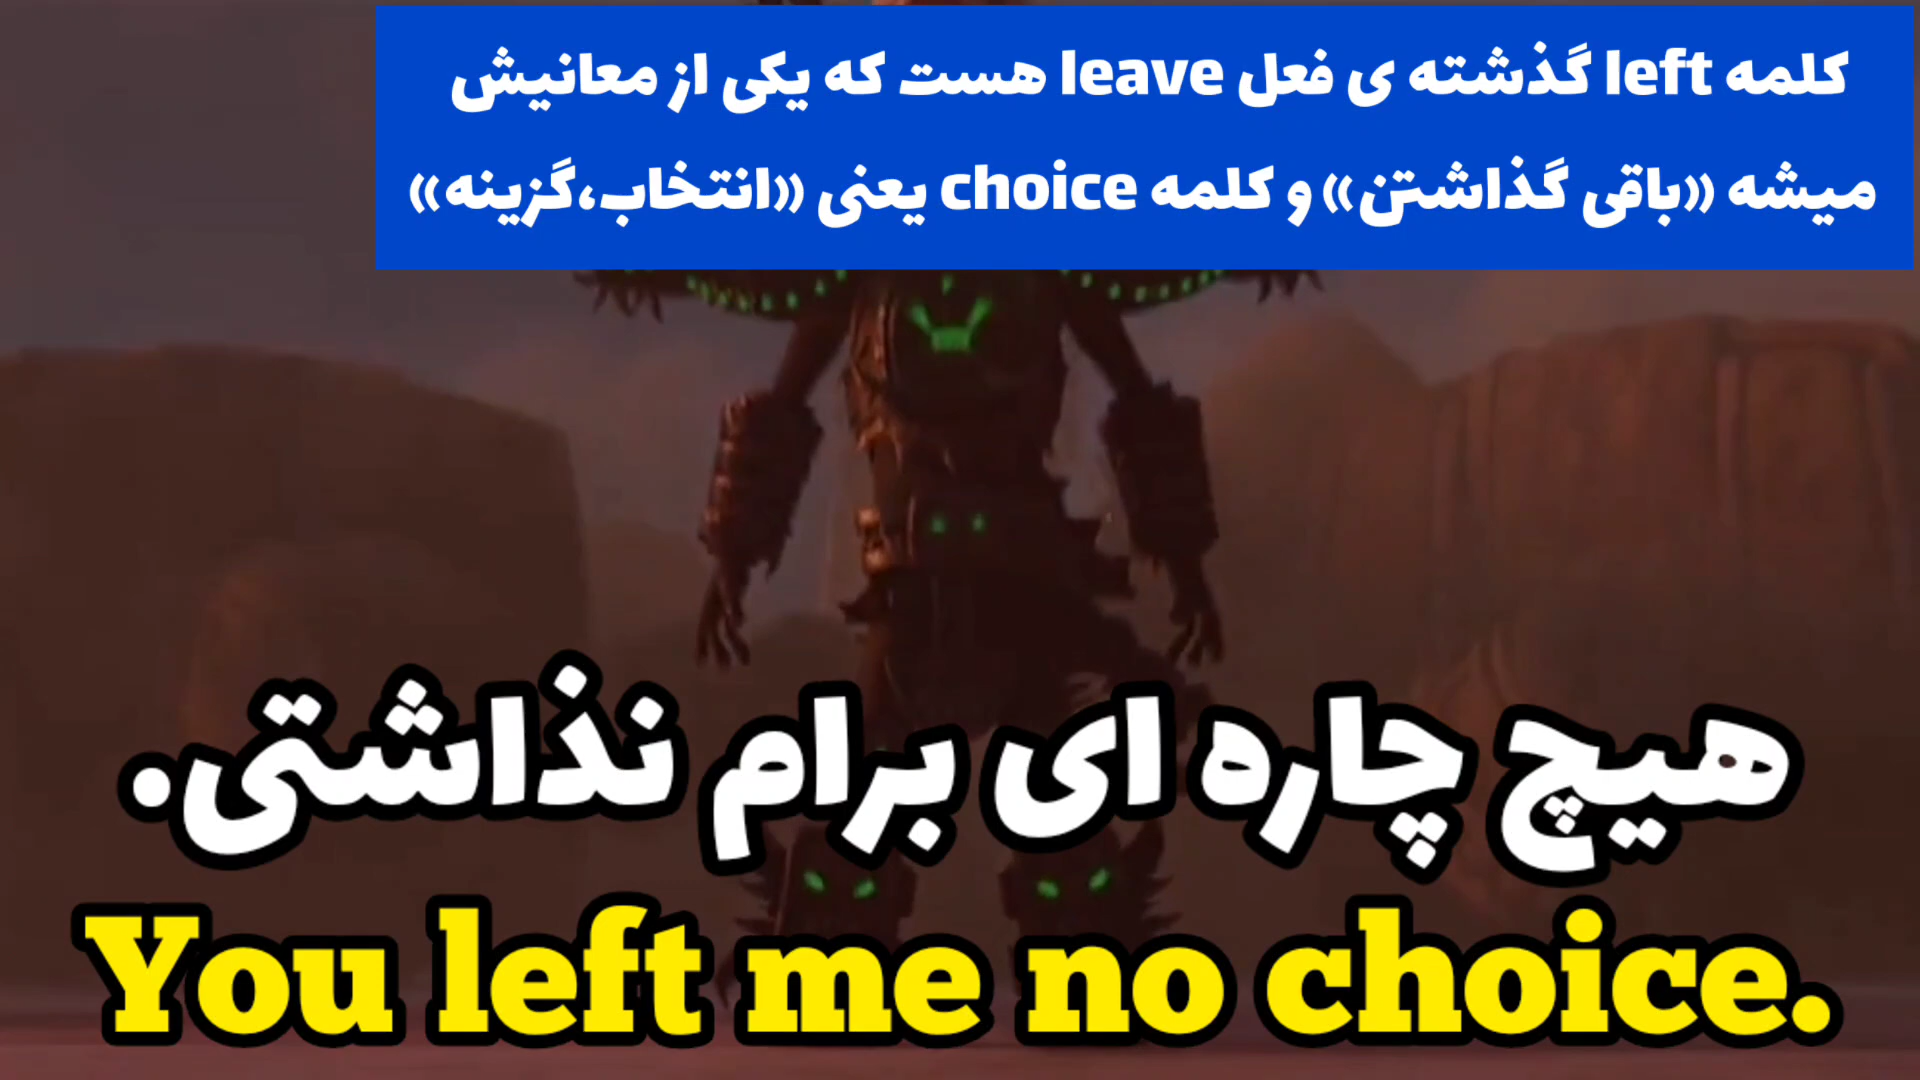 کلمه left گذشته ی فعل leave هست که یکی از معانیش
میشه «باقی گذاشتن» و کلمه choice یعنی «انتخاب،گزینه»
هیچ چاره ای برام نذاشتی.
You left me no choice.